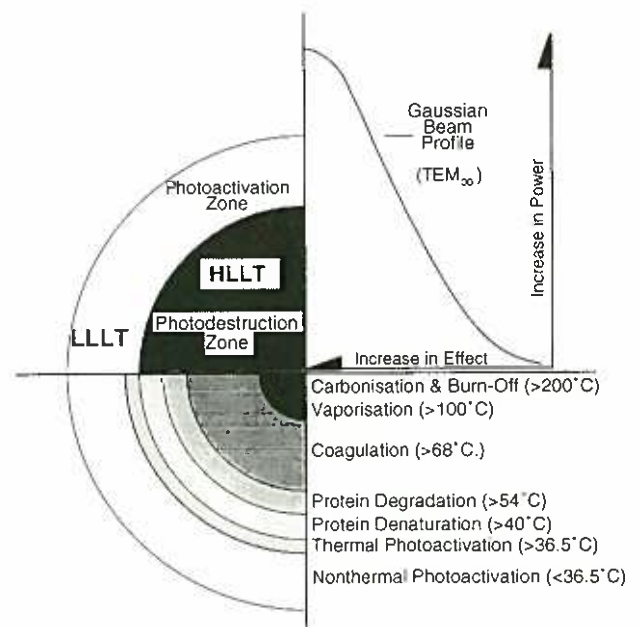 Gaussian
Beam
Profile
(TEM₀₀)
Increase in Power
Photoactivation
Zone
HLLT
Photodestruction
Zone
LLLT
Increase in Effect
Carbonisation & Burn-Off (>200°C)
Vaporisation (>100°C)
Coagulation (>68°C.)
Protein Degradation (>54°C)
Protein Denaturation (>40°C)
Thermal Photoactivation (>36.5°C)
Nonthermal Photoactivation (<36.5°C)